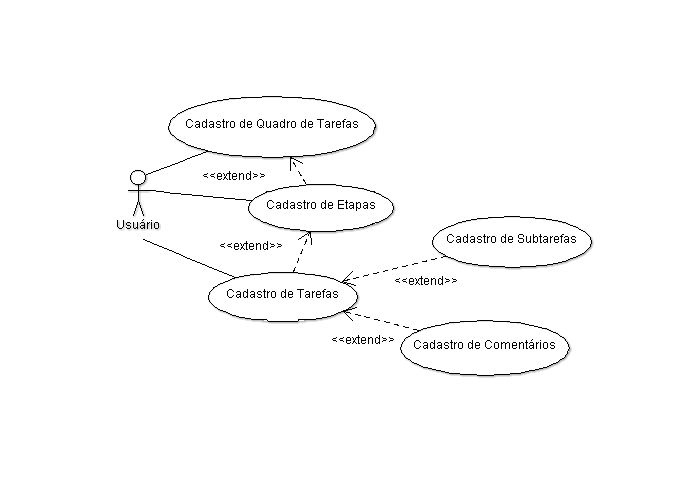 Cadastro de Quadro de Tarefas
<<extend>>
Cadastro de Etapas
Usuário
<<extend>>
Cadastro de Subtarefas
<<extend>>
Cadastro de Tarefas
<<extend>>
Cadastro de Comentários